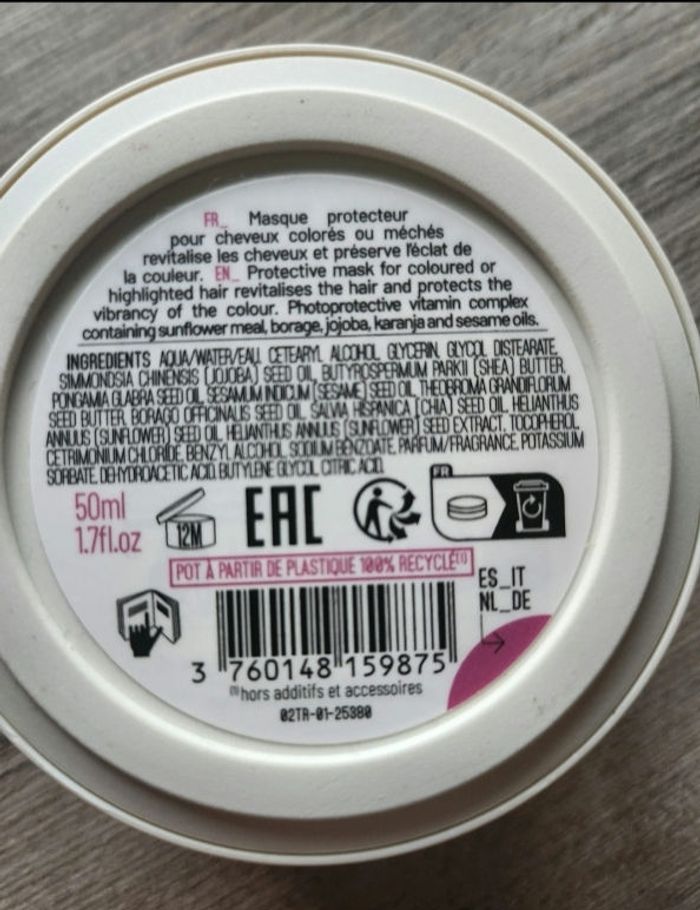 FR_ Masque protecteur
pour cheveux colorés ou méchés
revitalise les cheveux et préserve l'éclat de
la couleur. EN_ Protective mask for coloured or
highlighted hair revitalises the hair and protects the
vibrancy of the colour. Photoprotective vitamin complex
containing sunflower meal, borage, jojoba, karanja and sesame oils.
INGREDIENTS AQUA/WATER/EAU, CETEARYL ALCOHOL, GLYCERIN, GLYCOL DISTEARATE,
SIMMONDSIA CHINENSIS (JOJOBA) SEED OIL, BUTYROSPERMUM PARKII (SHEA) BUTTER,
PONGAMIA GLABRA SEED OIL, SESAMUM INDICUM (SESAME) SEED OIL, THEOBROMA GRANDIFLORUM
SEED BUTTER, BORAGO OFFICINALIS SEED OIL, SALVIA HISPANICA (CHIA) SEED OIL, HELIANTHUS
ANNUUS (SUNFLOWER) SEED OIL, HELIANTHUS ANNUUS (SUNFLOWER) SEED EXTRACT, TOCOPHEROL,
CETRIMONIUM CHLORIDE, BENZYL ALCOHOL, SODIUM BENZOATE, PARFUM/FRAGRANCE, POTASSIUM
SORBATE, DEHYDROACETIC ACID, BUTYLENE GLYCOL, CITRIC ACID.
50ml
1.7fl.oz
12M
EAC
FR
POT À PARTIR DE PLASTIQUE 100% RECYCLÉ(1)
ES_IT
NL_DE
3 760148 159875
(1)hors additifs et accessoires
02TR-01-25380